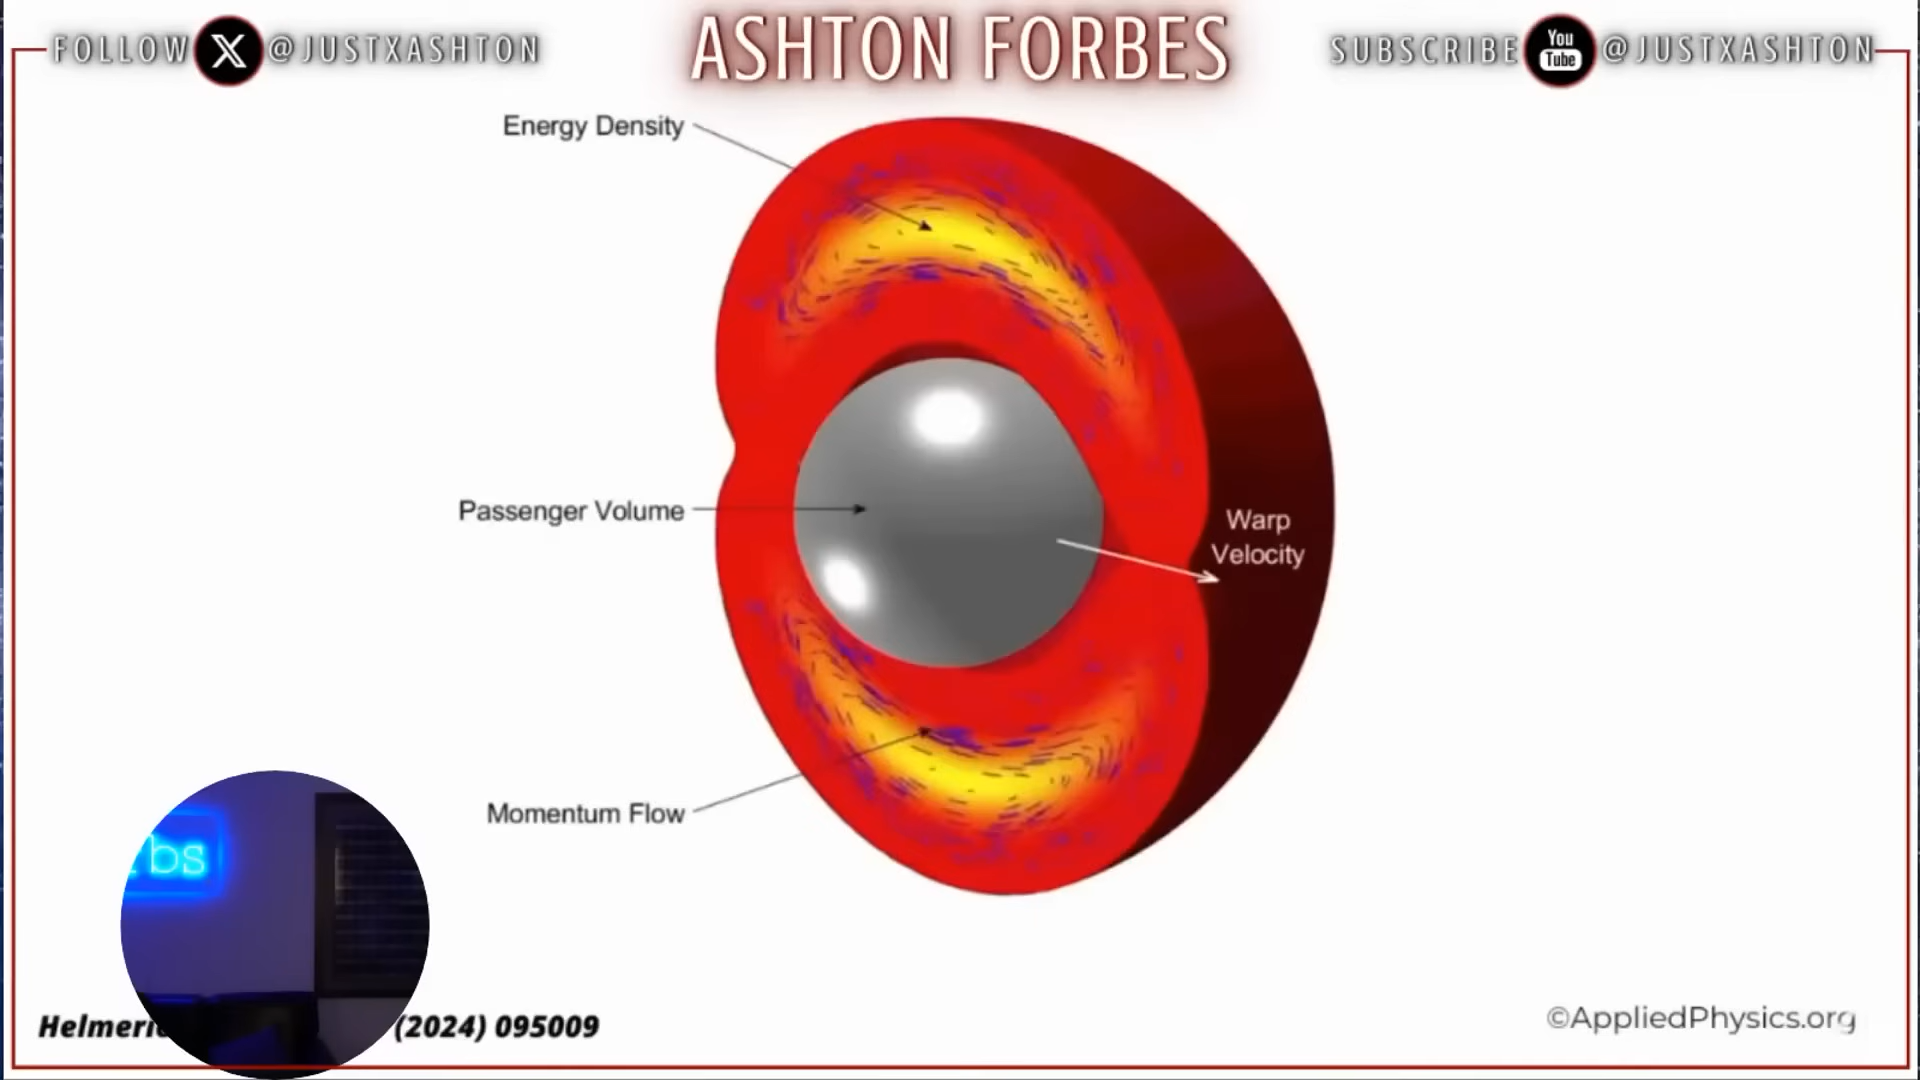 FOLLOW X @JUSTXASHTON
ASHTON FORBES
SUBSCRIBE You Tube @JUSTXASHTON
Energy Density
Passenger Volume
Warp
Velocity
Momentum Flow
bs
(2024) 095009
©AppliedPhysics.org